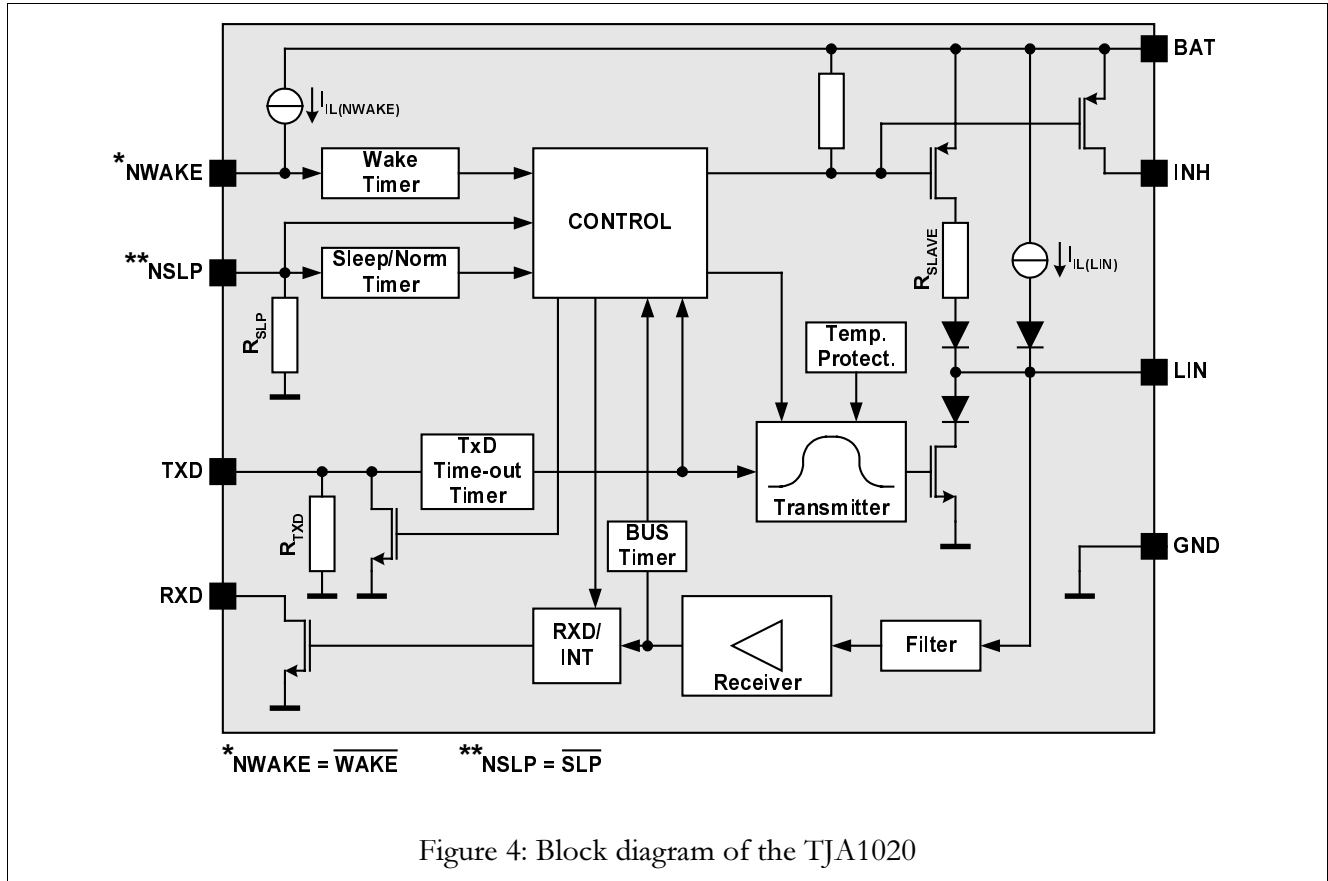 BAT
I_IL(NWAKE)
*NWAKE
Wake
Timer
CONTROL
INH
**NSLP
Sleep/Norm
Timer
R_SLAVE
I_IL(LIN)
R_SLP
Temp.
Protect.
LIN
TXD
TxD
Time-out
Timer
Transmitter
R_TXD
BUS
Timer
GND
RXD
RXD/
INT
Receiver
Filter
*NWAKE = W̅A̅K̅E̅ **NSLP = S̅L̅P̅
Figure 4: Block diagram of the TJA1020